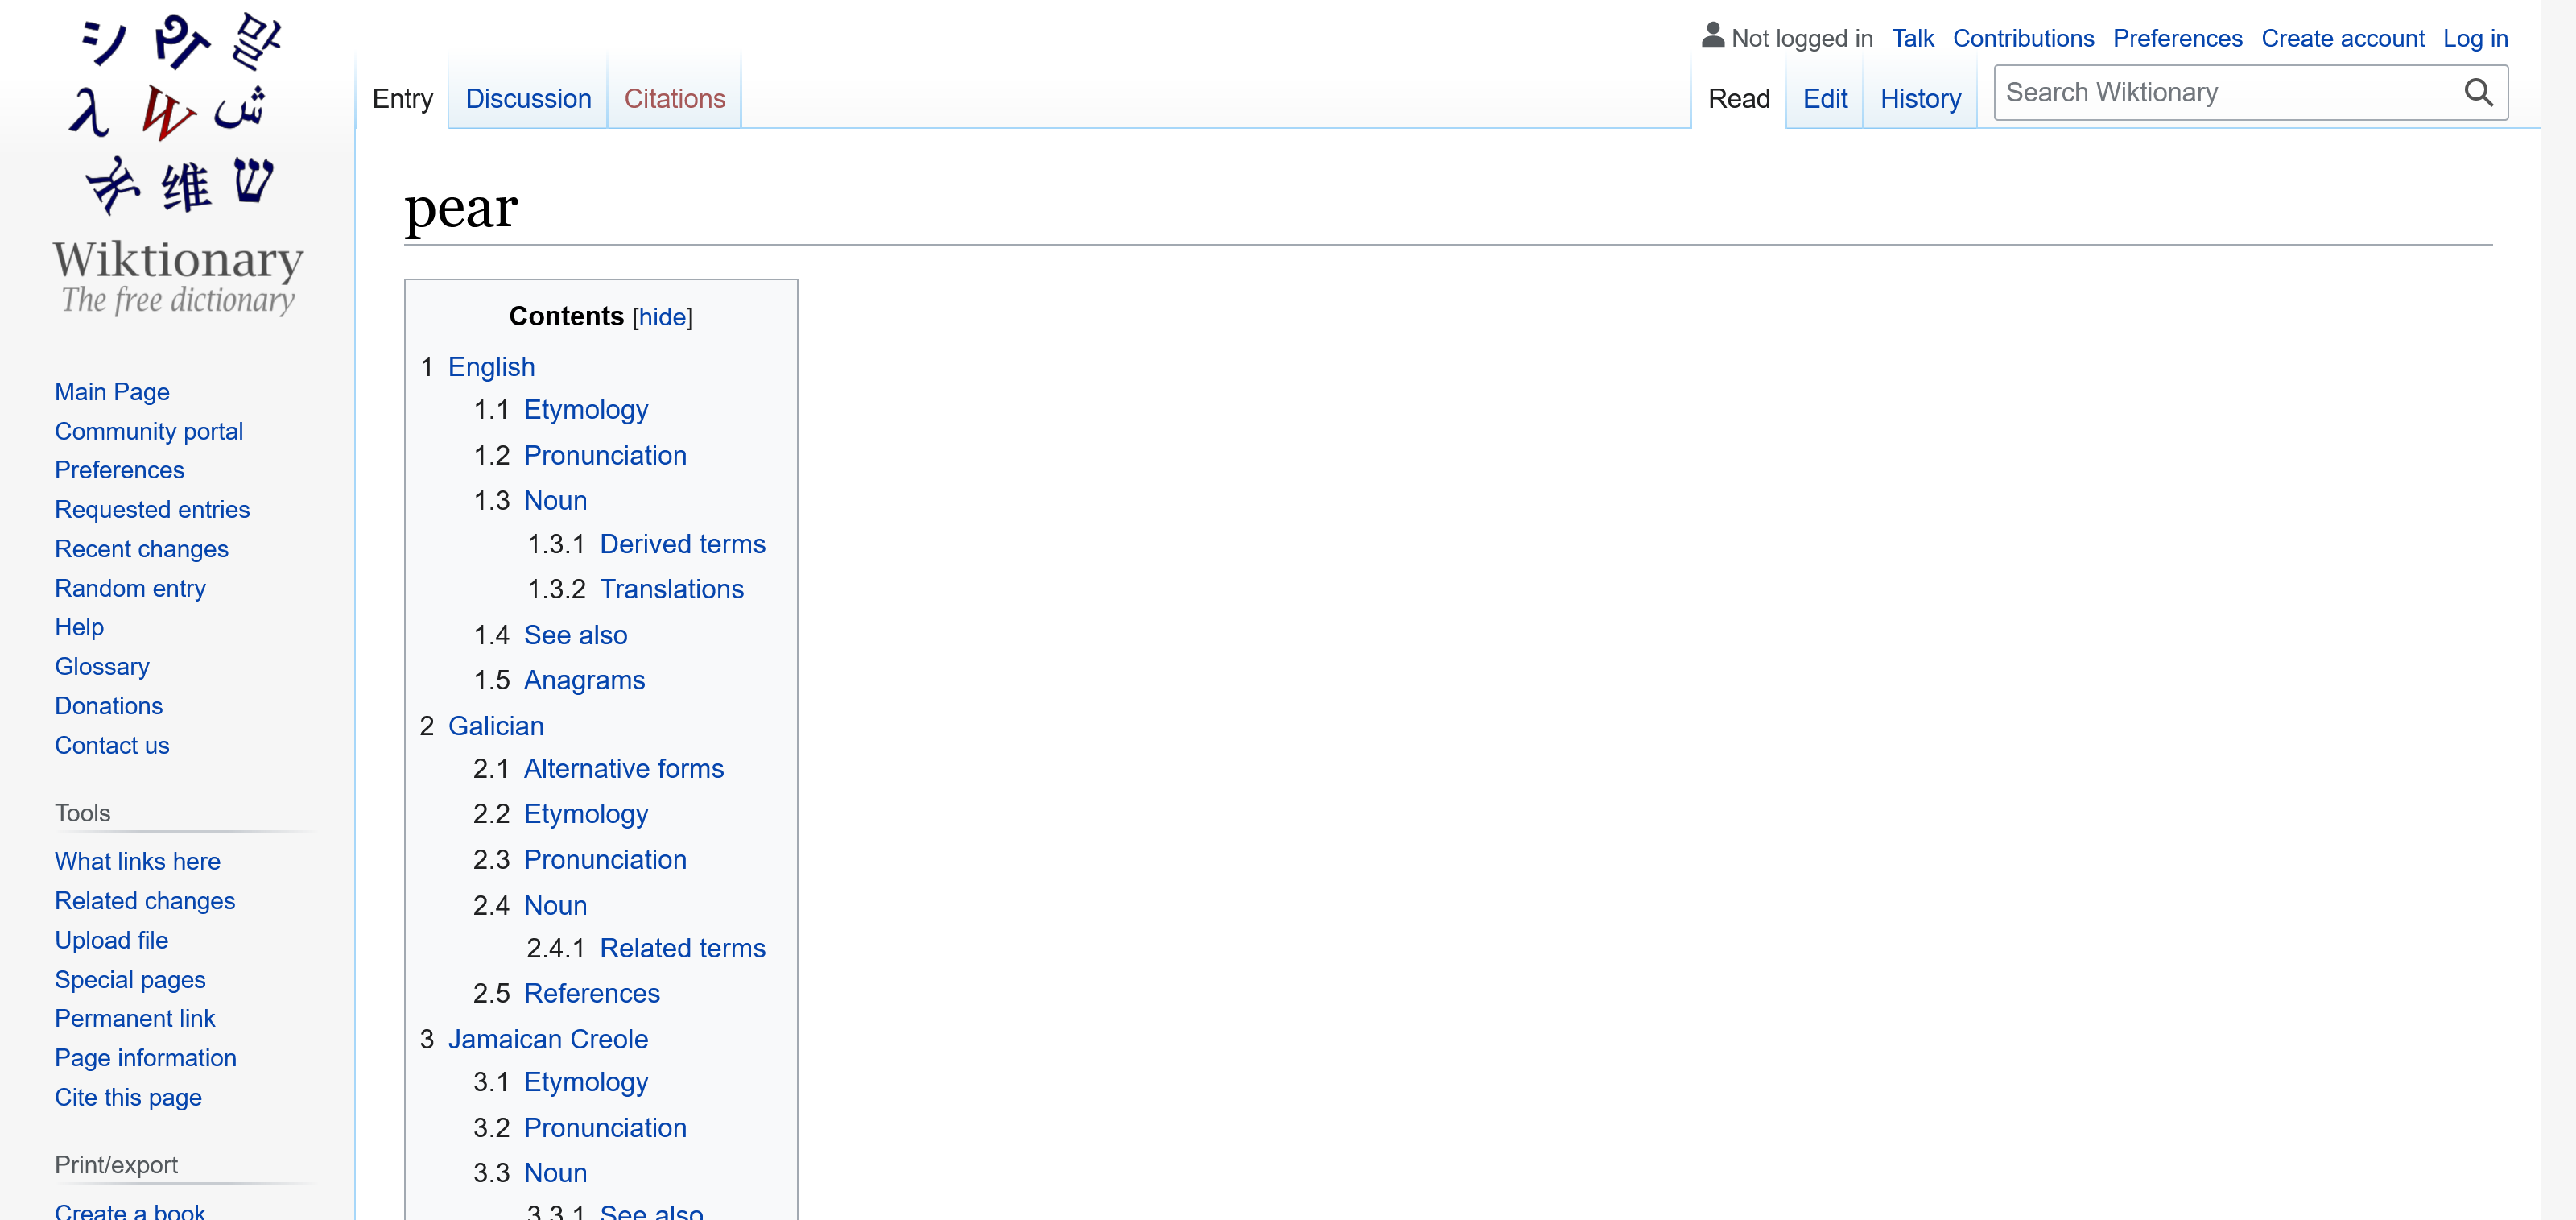 シ क 말
λ W ش
维 ש
Wiktionary
The free dictionary
Main Page
Community portal
Preferences
Requested entries
Recent changes
Random entry
Help
Glossary
Donations
Contact us
Tools
What links here
Related changes
Upload file
Special pages
Permanent link
Page information
Cite this page
Print/export
Create a book
Not logged in Talk Contributions Preferences Create account Log in
Entry Discussion Citations Read Edit History Search Wiktionary
pear
Contents [hide]
1 English
1.1 Etymology
1.2 Pronunciation
1.3 Noun
1.3.1 Derived terms
1.3.2 Translations
1.4 See also
1.5 Anagrams
2 Galician
2.1 Alternative forms
2.2 Etymology
2.3 Pronunciation
2.4 Noun
2.4.1 Related terms
2.5 References
3 Jamaican Creole
3.1 Etymology
3.2 Pronunciation
3.3 Noun
3.3.1 See also